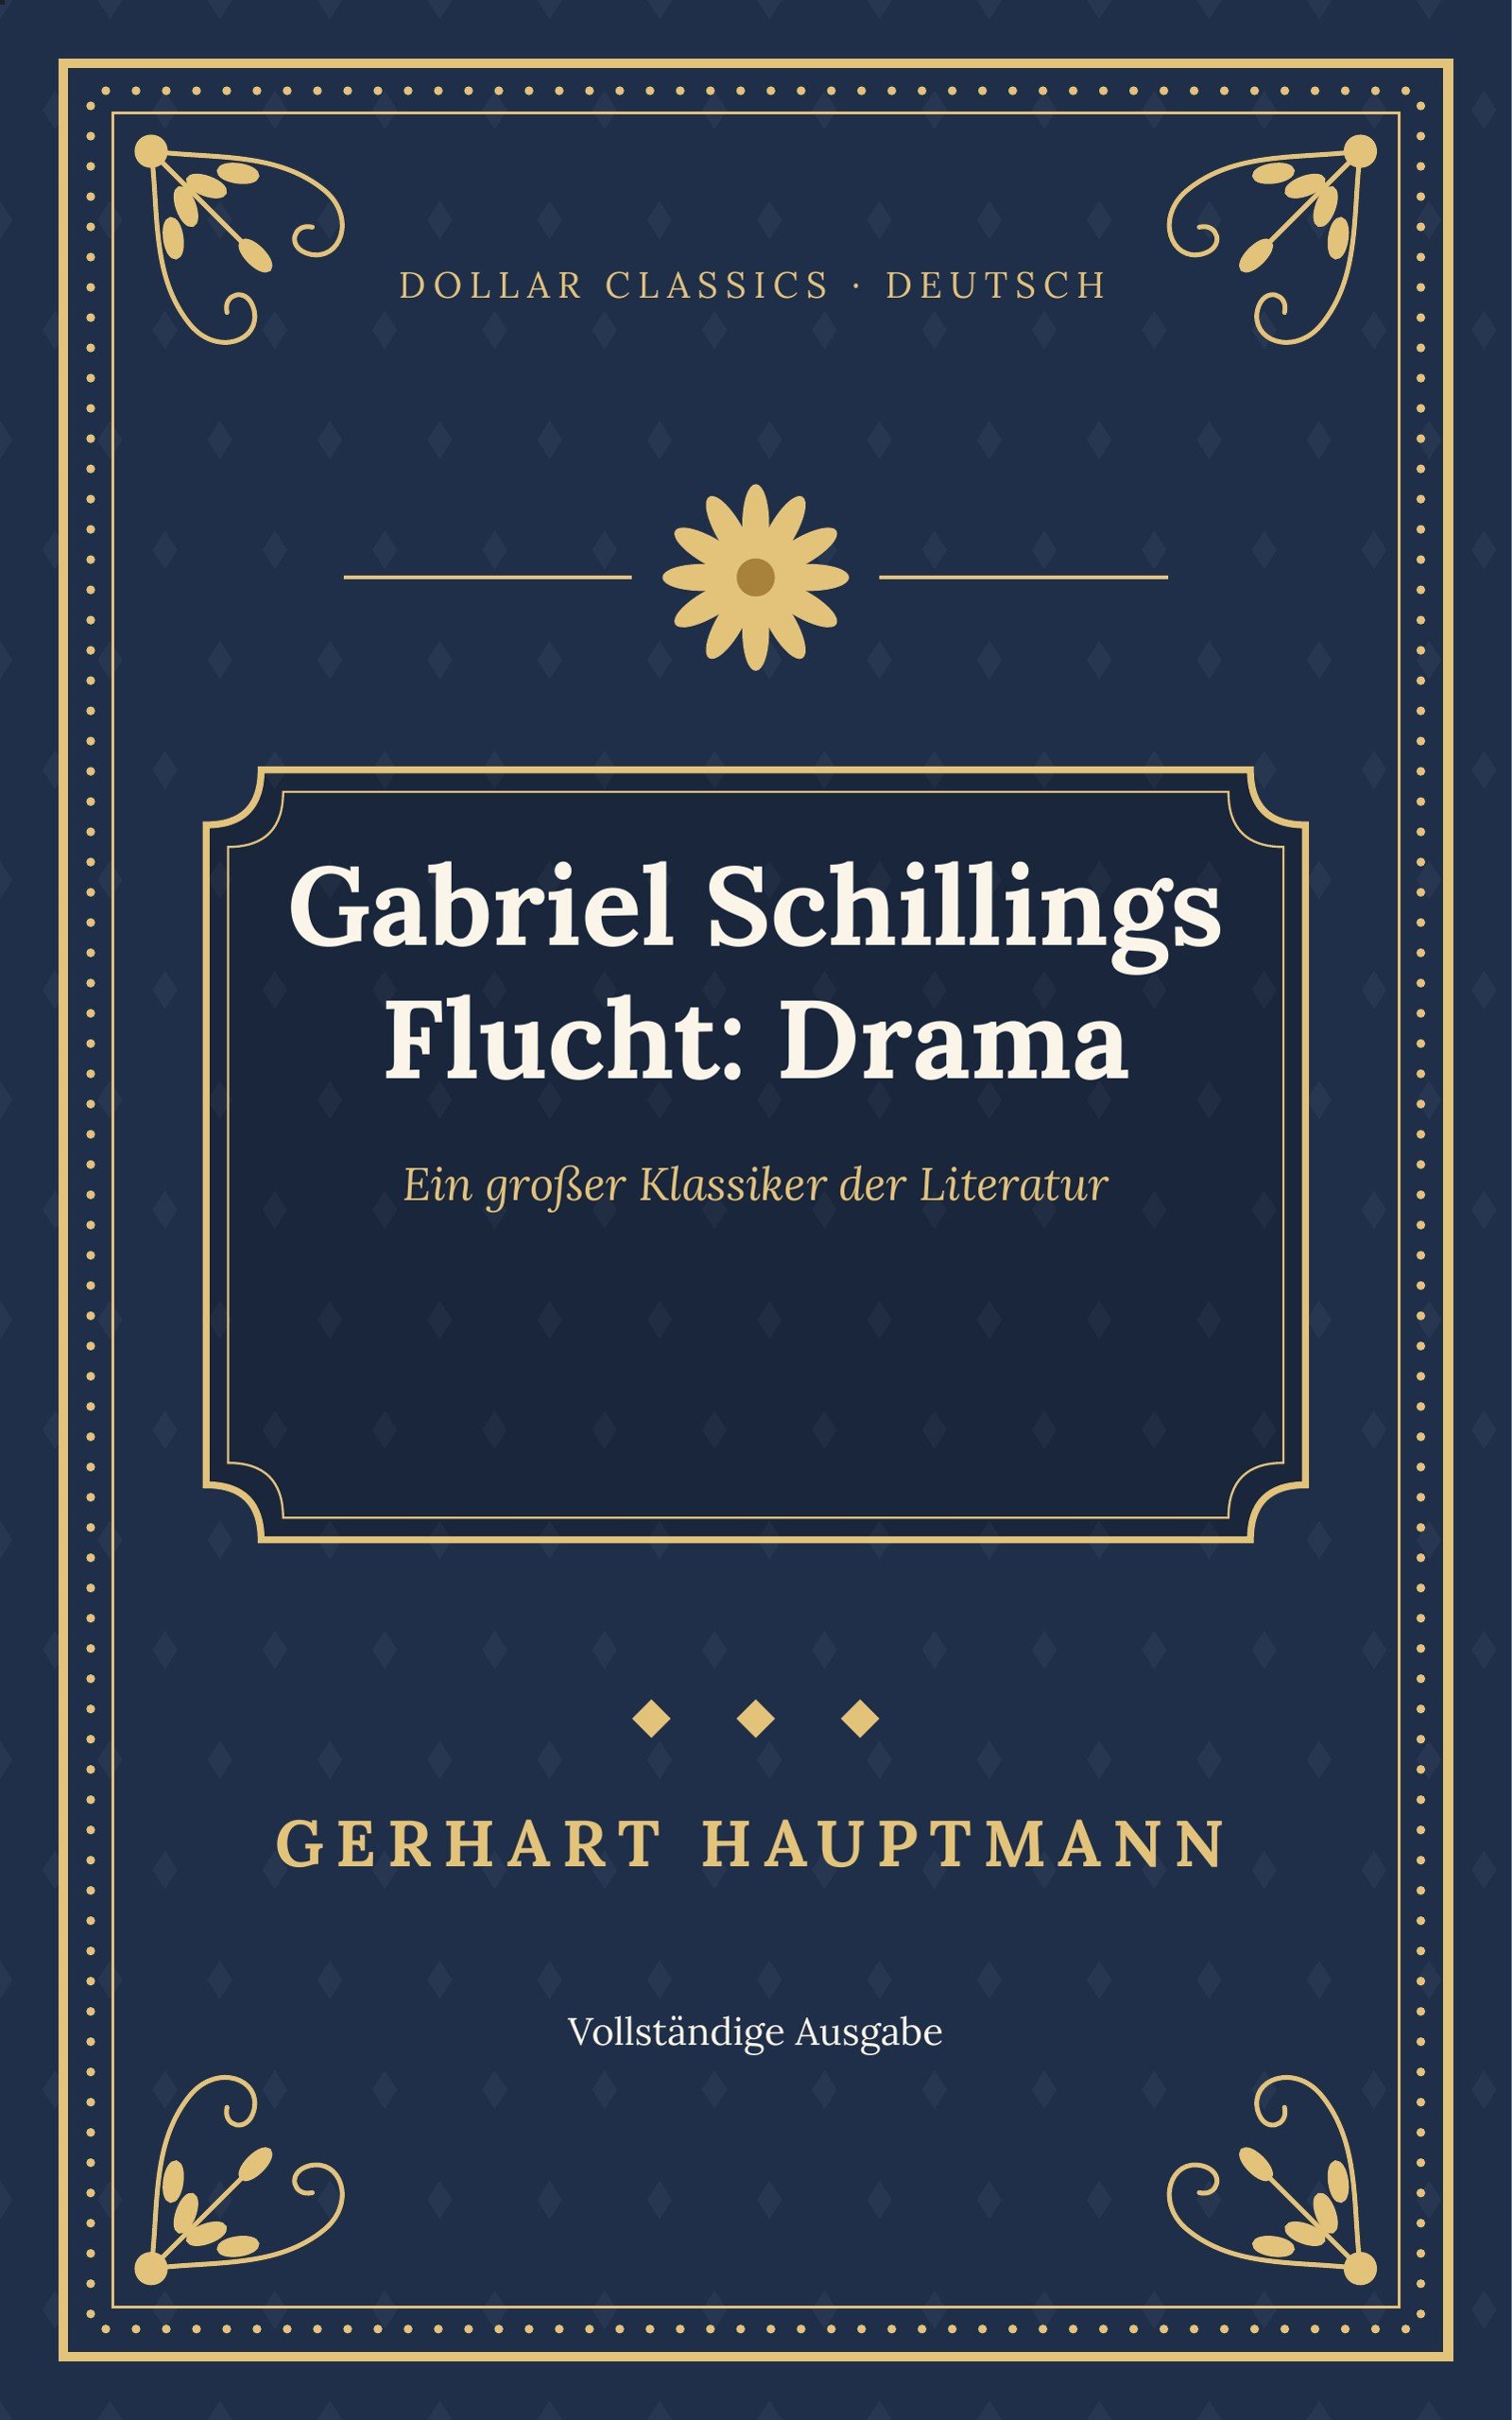 DOLLAR CLASSICS · DEUTSCH
Gabriel Schillings
Flucht: Drama
Ein großer Klassiker der Literatur
GERHART HAUPTMANN
Vollständige Ausgabe